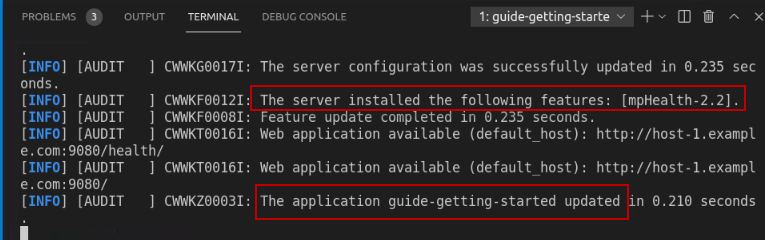 PROBLEMS 3 OUTPUT TERMINAL DEBUG CONSOLE 1: guide-getting-starte
.
[INFO] [AUDIT   ] CWWKG0017I: The server configuration was successfully updated in 0.235 sec
onds.
[INFO] [AUDIT   ] CWWKF0012I: The server installed the following features: [mpHealth-2.2].
[INFO] [AUDIT   ] CWWKF0008I: Feature update completed in 0.235 seconds.
[INFO] [AUDIT   ] CWWKT0016I: Web application available (default_host): http://host-1.exampl
e.com:9080/health/
[INFO] [AUDIT   ] CWWKT0016I: Web application available (default_host): http://host-1.exampl
e.com:9080/
[INFO] [AUDIT   ] CWWKZ0003I: The application guide-getting-started updated in 0.210 seconds
.